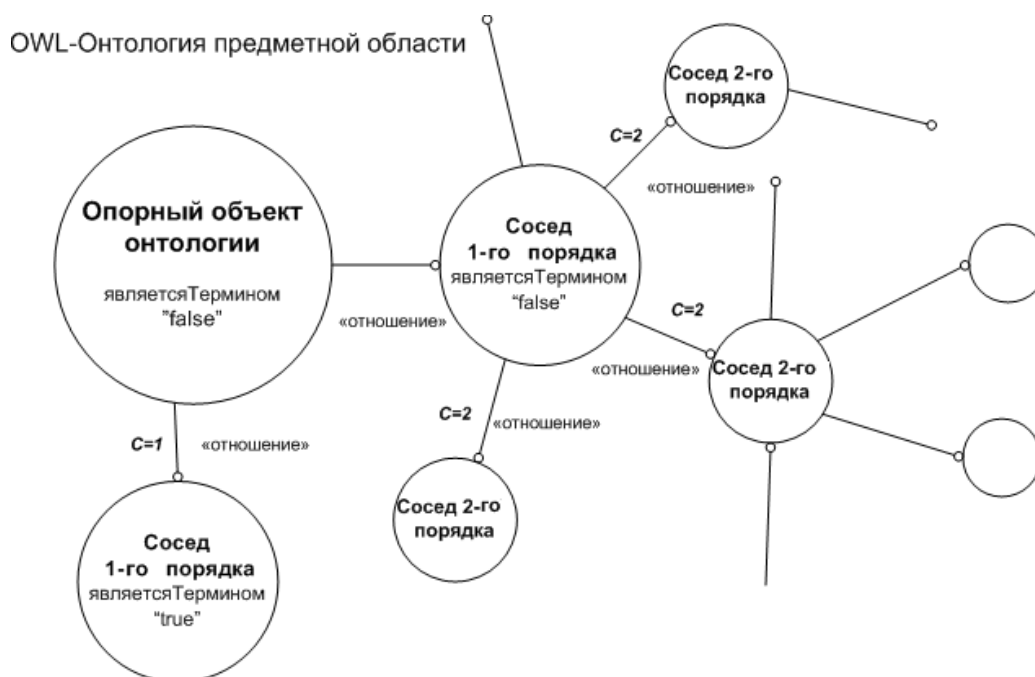 OWL-Онтология предметной области
Сосед 2-го
порядка
C=2
«отношение»
Опорный объект
онтологии
являетсяТермином
"false"
«отношение»
Сосед
1-го порядка
являетсяТермином
“false”
C=2
«отношение»
Сосед 2-го
порядка
C=2
«отношение»
Сосед 2-го
порядка
C=1
«отношение»
Сосед
1-го порядка
являетсяТермином
“true”